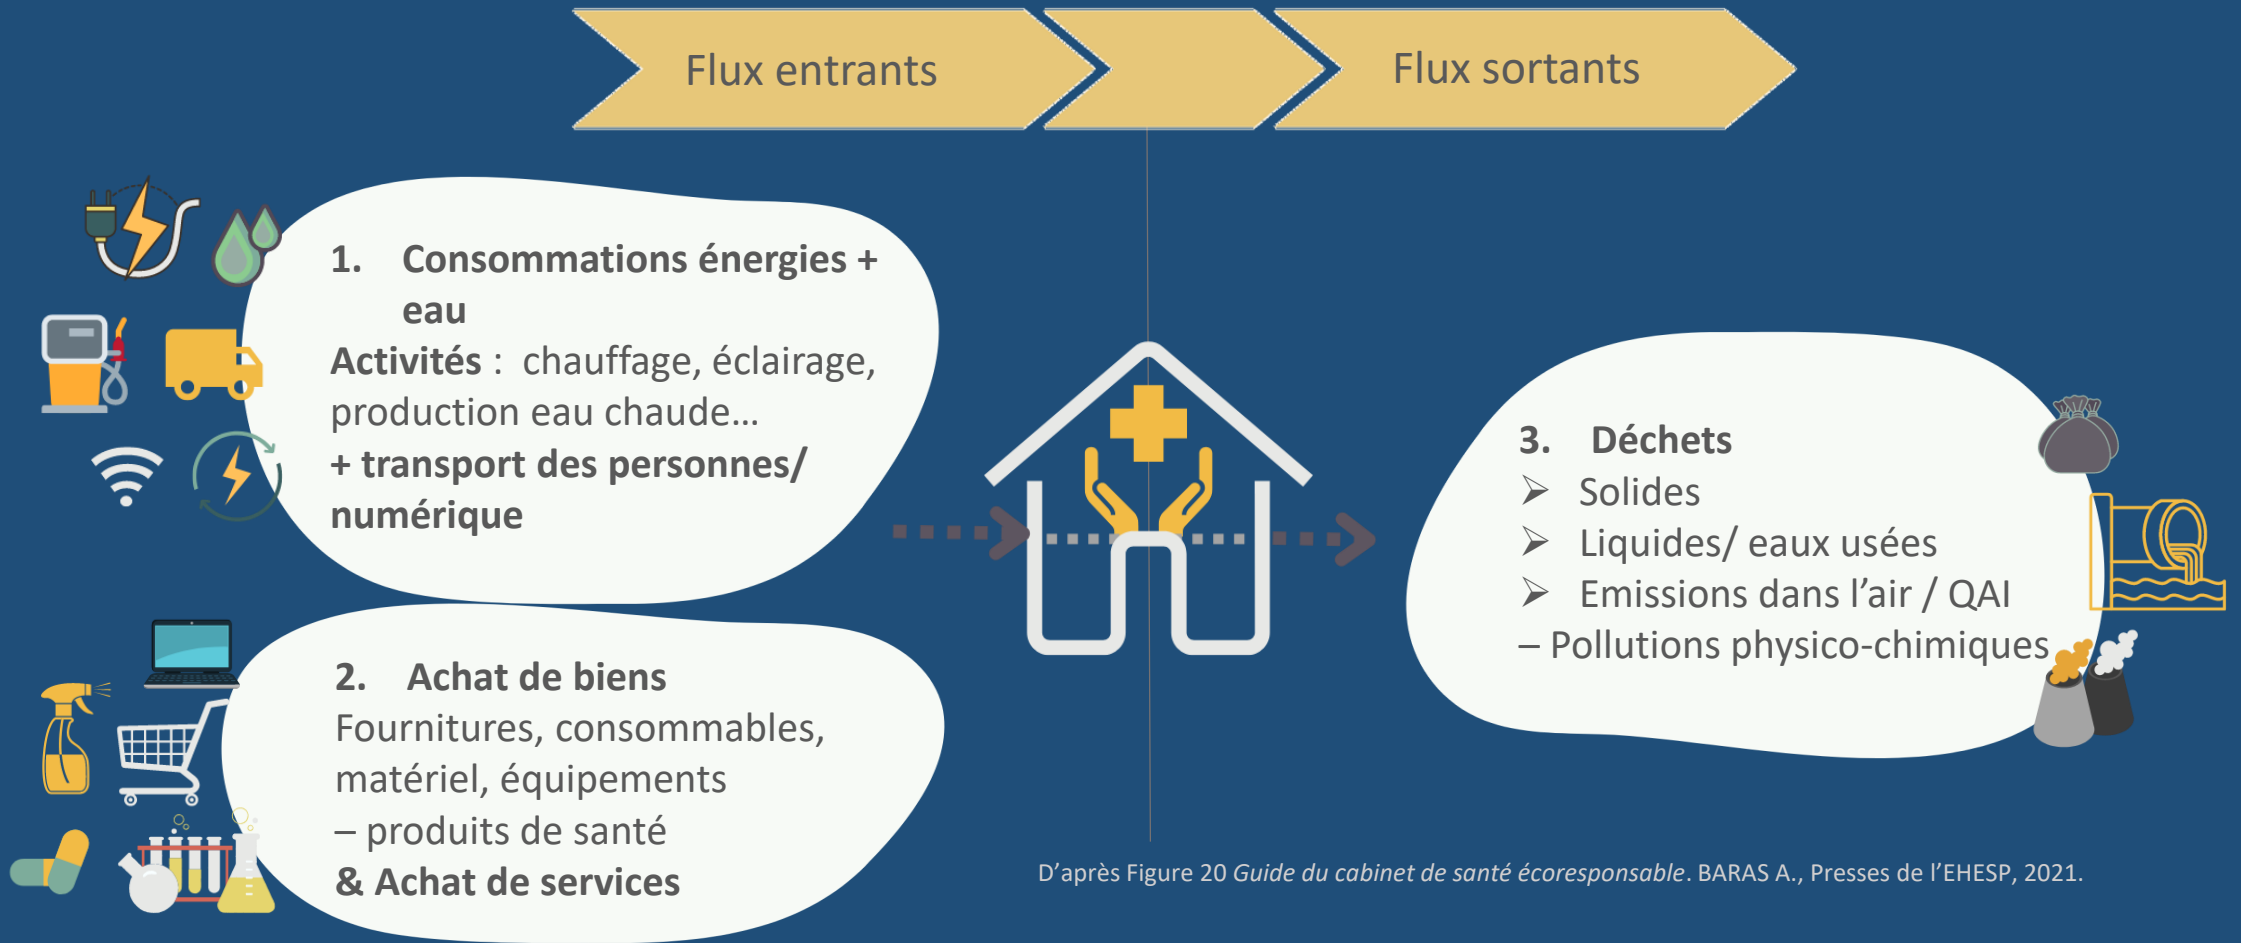 Flux entrants
Flux sortants
1. Consommations énergies +
eau
Activités : chauffage, éclairage,
production eau chaude...
+ transport des personnes/
numérique
2. Achat de biens
Fournitures, consommables,
matériel, équipements
– produits de santé
& Achat de services
3. Déchets
➢ Solides
➢ Liquides/ eaux usées
➢ Emissions dans l’air / QAI
– Pollutions physico-chimiques
D’après Figure 20 Guide du cabinet de santé écoresponsable. BARAS A., Presses de l’EHESP, 2021.